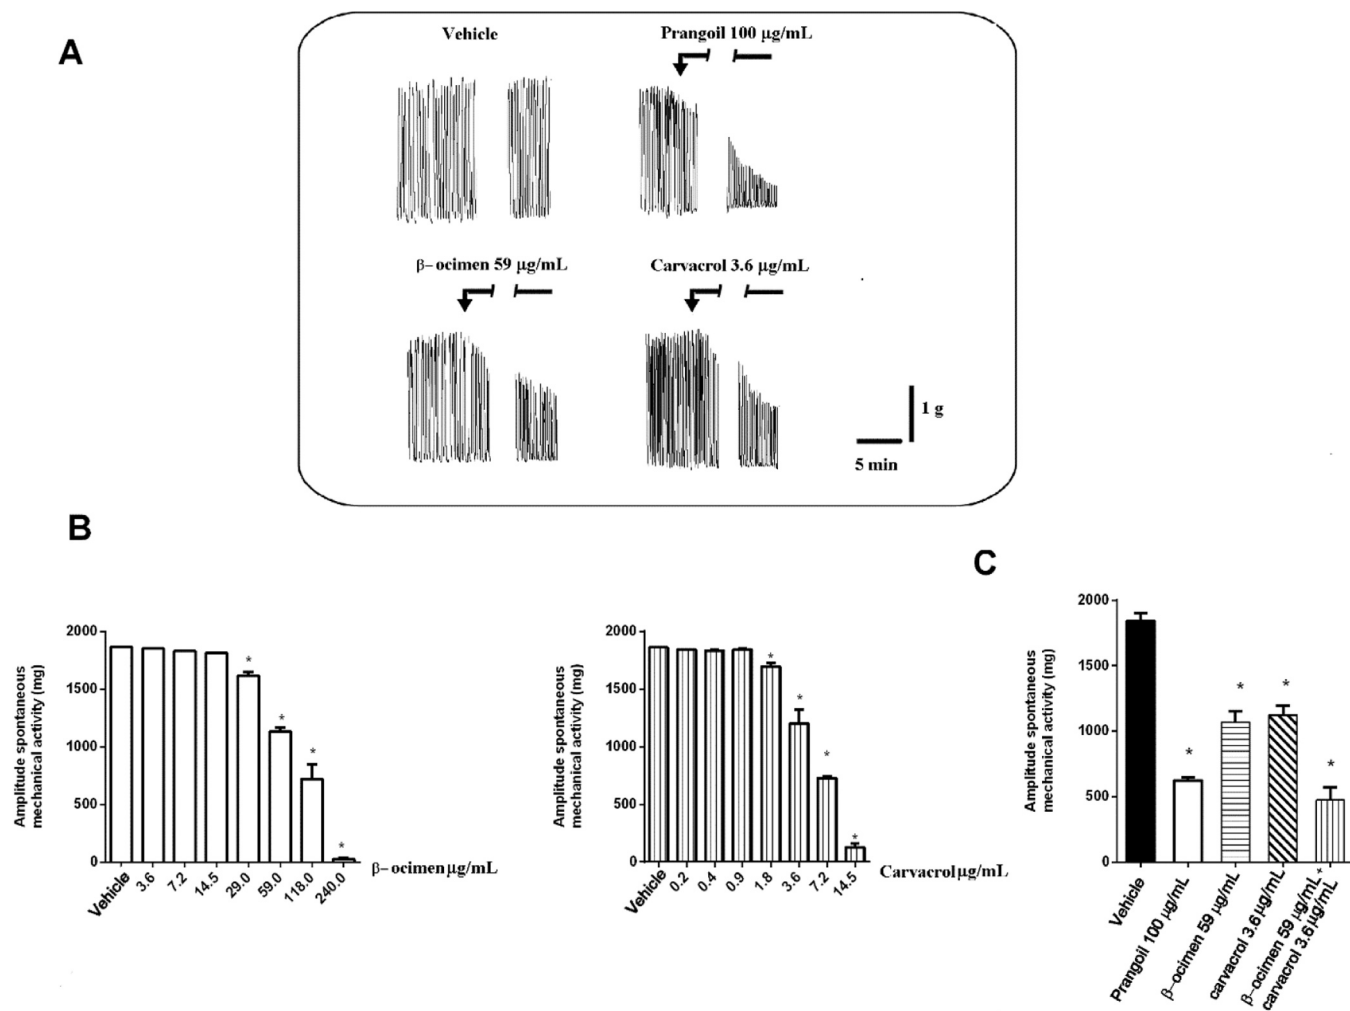 A
Vehicle
Prangoil 100 μg/mL
β– ocimen 59 μg/mL
Carvacrol 3.6 μg/mL
1 g
5 min
B
Amplitude spontaneous
mechanical activity (mg)
2000
1500
1000
500
0
Vehicle
3.6
7.2
14.5
29.0
59.0
118.0
240.0
*
*
*
*
β– ocimen μg/mL
Amplitude spontaneous
mechanical activity (mg)
2000
1500
1000
500
0
Vehicle
0.2
0.4
0.9
1.8
3.6
7.2
14.5
*
*
*
*
Carvacrol μg/mL
C
Amplitude spontaneous
mechanical activity (mg)
2000
1500
1000
500
0
*
*
*
*
Vehicle
Prangoil 100 μg/mL
β–ocimen 59 μg/mL
carvacrol 3.6 μg/mL
β–ocimen 59 μg/mL+
carvacrol 3.6 μg/mL